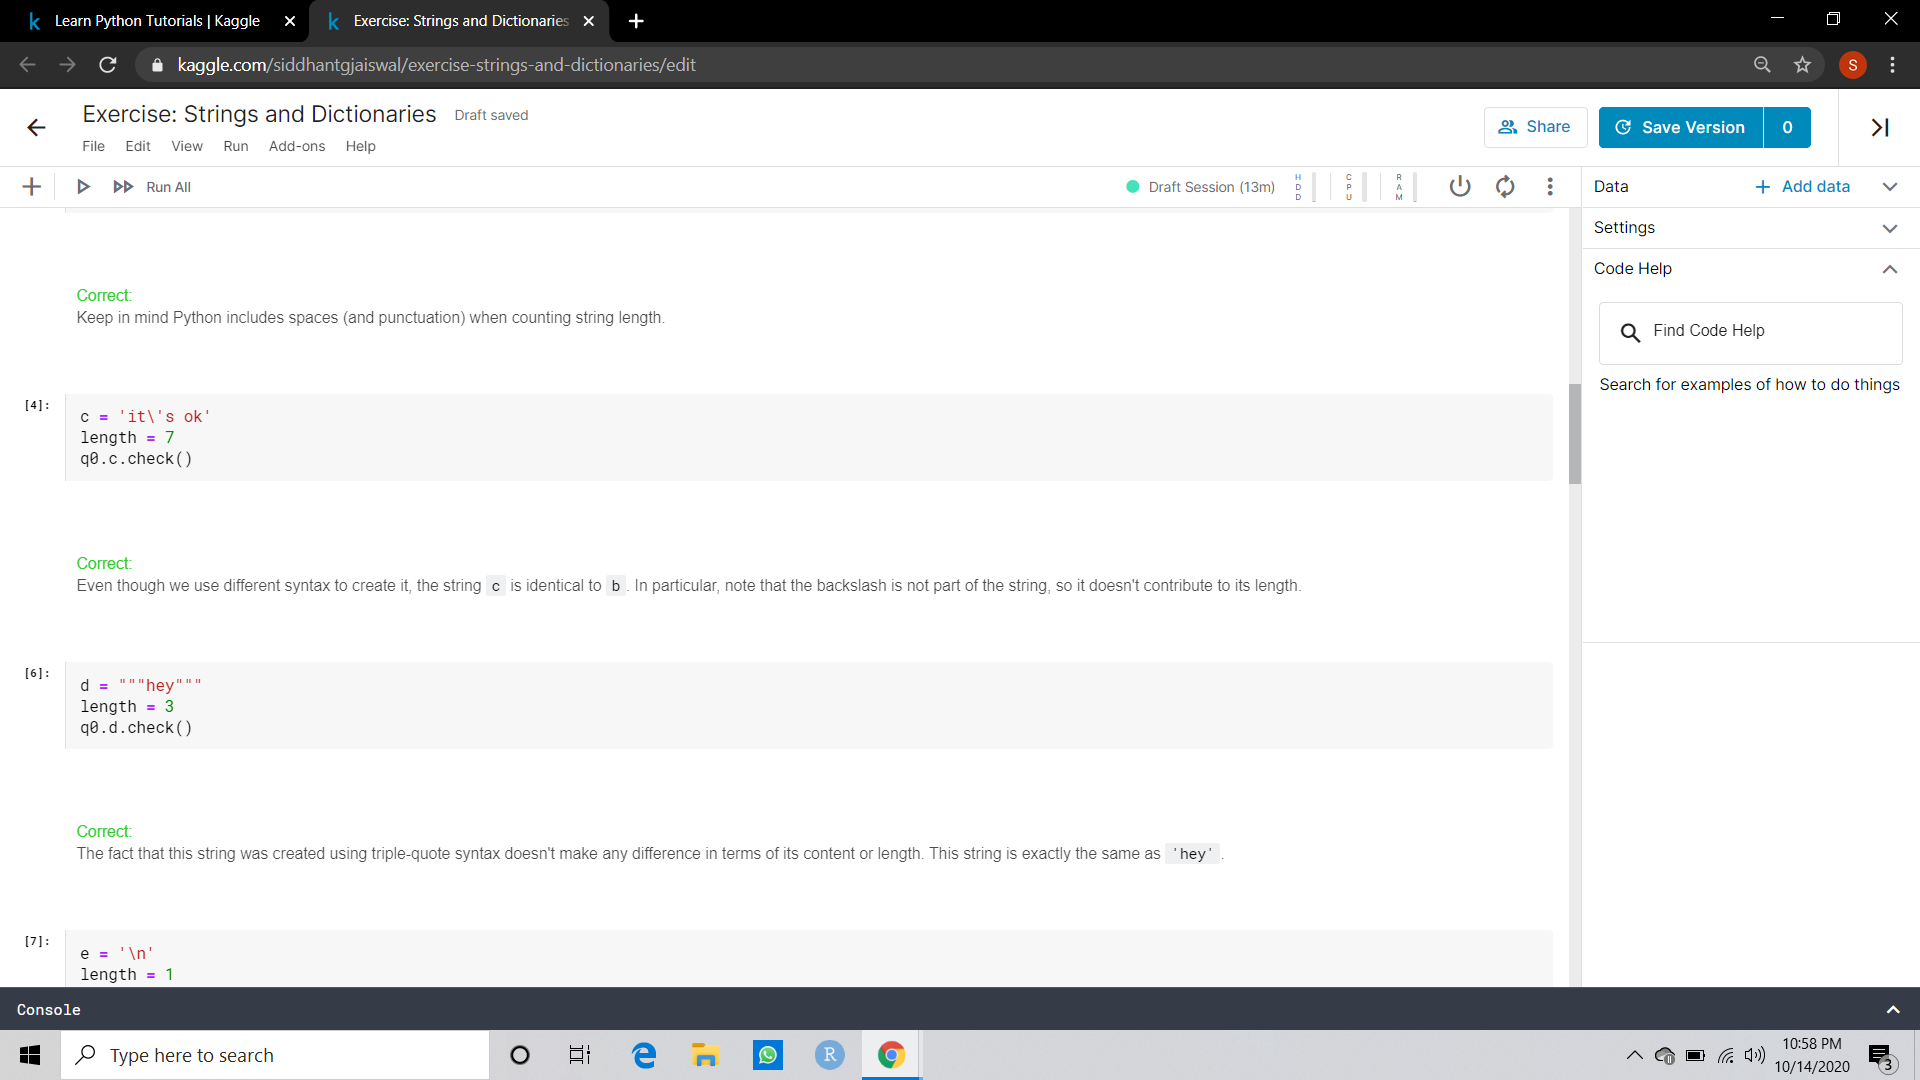 Learn Python Tutorials | Kaggle
Exercise: Strings and Dictionaries
kaggle.com/siddhantgjaiswal/exercise-strings-and-dictionaries/edit
S
Exercise: Strings and Dictionaries
Draft saved
File Edit View Run Add-ons Help
Share
Save Version 0
Run All
Draft Session (13m)
HDD
CPU
RAM
Data
Add data
Settings
Code Help
Find Code Help
Search for examples of how to do things
Correct:
Keep in mind Python includes spaces (and punctuation) when counting string length.
[4]:
c = 'it\'s ok'
length = 7
q0.c.check()
Correct:
Even though we use different syntax to create it, the string c is identical to b . In particular, note that the backslash is not part of the string, so it doesn't contribute to its length.
[6]:
d = """hey"""
length = 3
q0.d.check()
Correct:
The fact that this string was created using triple-quote syntax doesn't make any difference in terms of its content or length. This string is exactly the same as 'hey' .
[7]:
e = '\n'
length = 1
Console
Type here to search
R
10:58 PM
10/14/2020
3